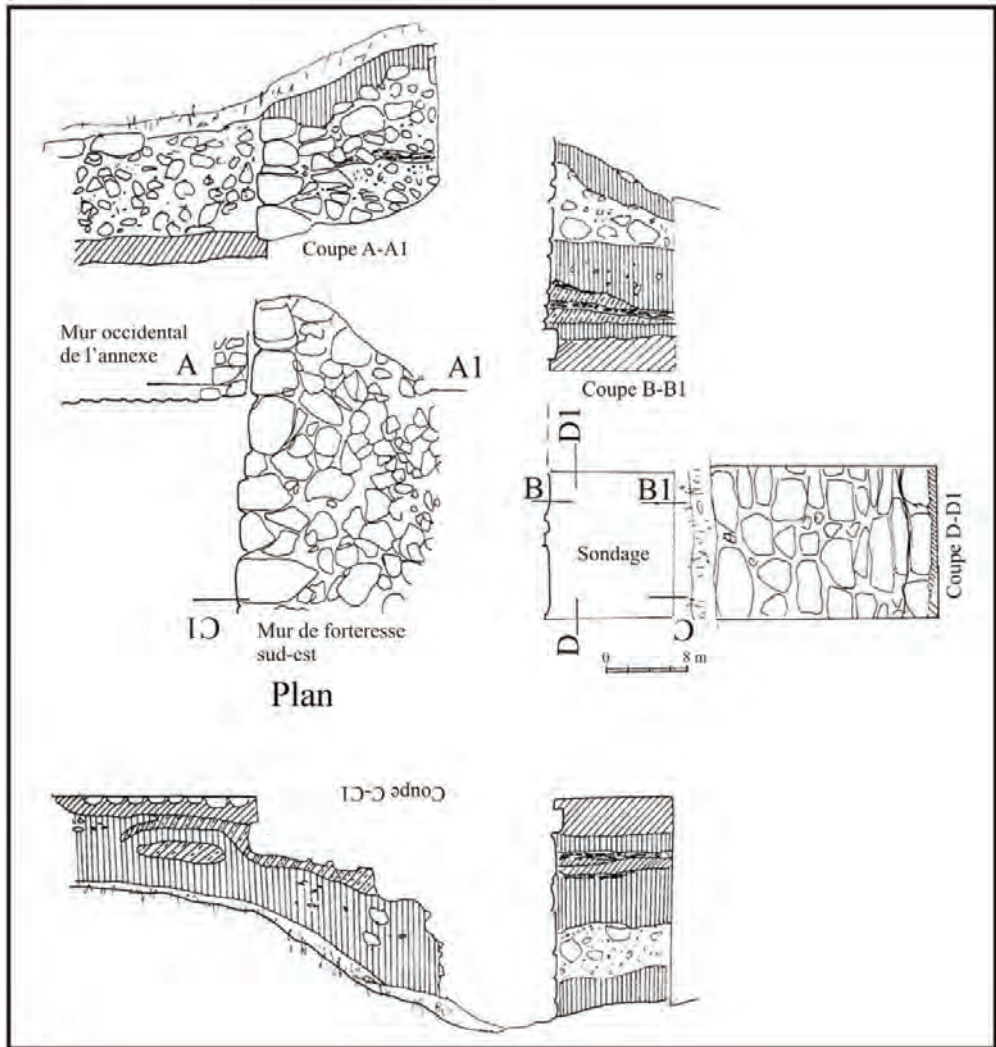 Coupe A-A1
Mur occidental
de l'annexe
A
A1
Coupe B-B1
D1
B
B1
Sondage
D
C
Coupe D-D1
C1
Mur de forteresse
sud-est
0
8 m
Plan
Coupe C-C1